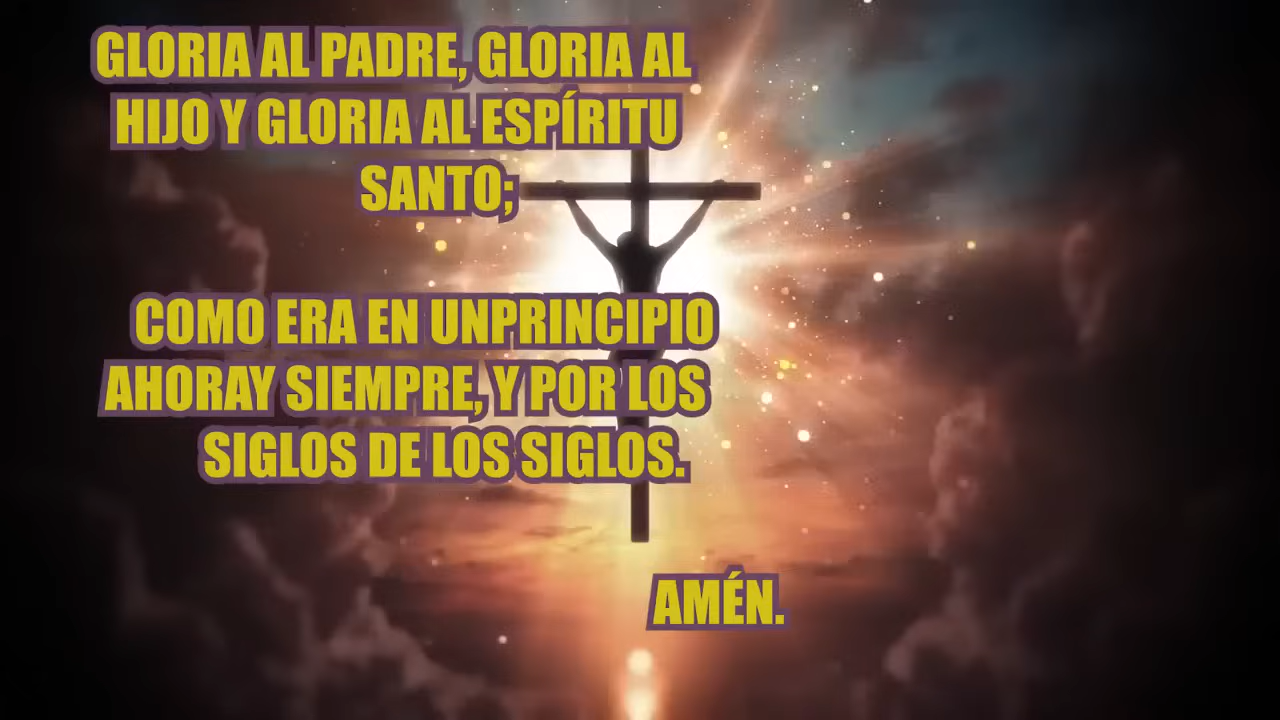 GLORIA AL PADRE, GLORIA AL
HIJO Y GLORIA AL ESPÍRITU
SANTO;
COMO ERA EN UNPRINCIPIO
AHORAY SIEMPRE, Y POR LOS
SIGLOS DE LOS SIGLOS.
AMÉN.